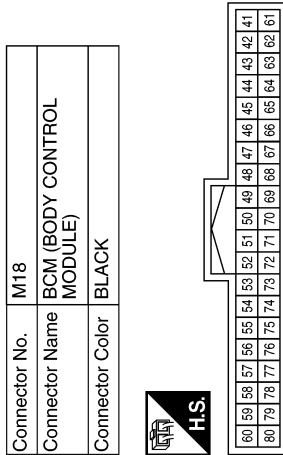 Connector No. M18
Connector Name BCM (BODY CONTROL
MODULE)
Connector Color BLACK
H.S.
60 59 58 57 56 55 54 53 52 51 50 49 48 47 46 45 44 43 42 41
80 79 78 77 76 75 74 73 72 71 70 69 68 67 66 65 64 63 62 61